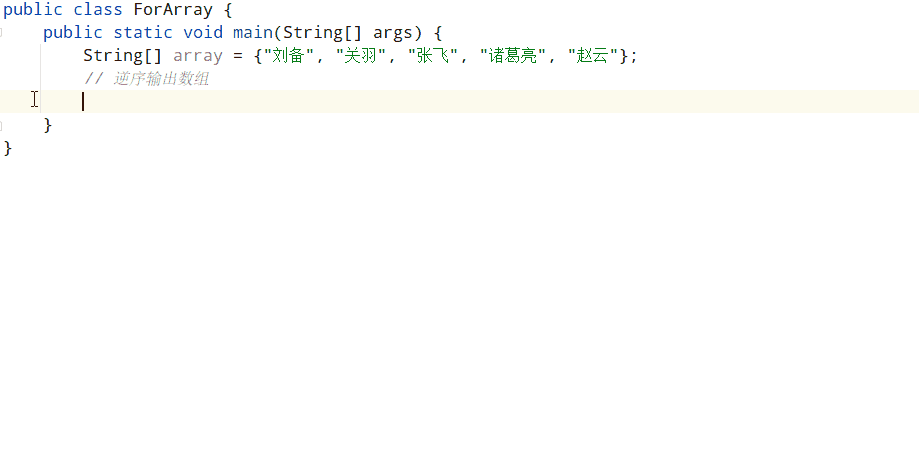 public class ForArray {
public static void main(String[] args) {
String[] array = {"刘备", "关羽", "张飞", "诸葛亮", "赵云"};
// 逆序输出数组
}
}